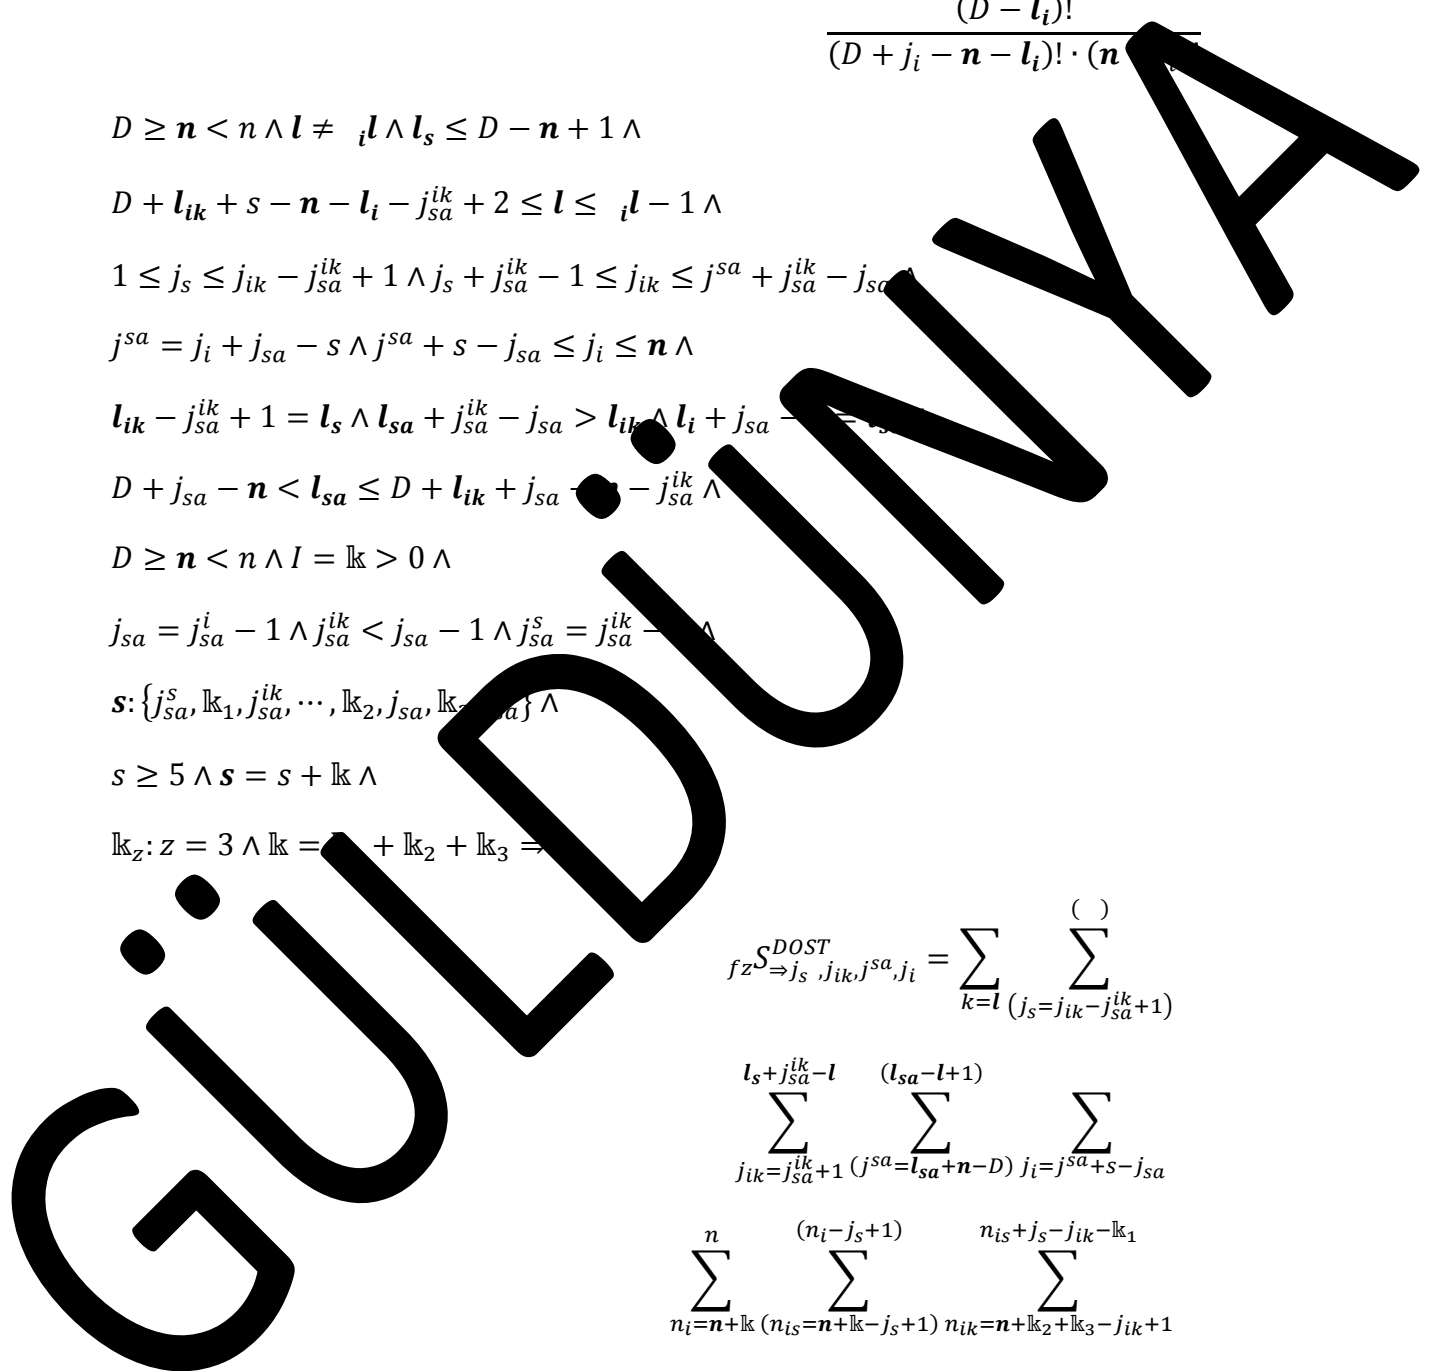 (D − l_i)!
(D + j_i − n − l_i)! · (n
D ≥ n < n ∧ l ≠ _il ∧ l_s ≤ D − n + 1 ∧
D + l_ik + s − n − l_i − j_sa^ik + 2 ≤ l ≤ _il − 1 ∧
1 ≤ j_s ≤ j_ik − j_sa^ik + 1 ∧ j_s + j_sa^ik − 1 ≤ j_ik ≤ j^sa + j_sa^ik − j_sa ∧
j^sa = j_i + j_sa − s ∧ j^sa + s − j_sa ≤ j_i ≤ n ∧
l_ik − j_sa^ik + 1 = l_s ∧ l_sa + j_sa^ik − j_sa > l_ik ∧ l_i + j_sa − =
D + j_sa − n < l_sa ≤ D + l_ik + j_sa − − j_sa^ik ∧
D ≥ n < n ∧ I = 𝕜 > 0 ∧
j_sa = j_sa^i − 1 ∧ j_sa^ik < j_sa − 1 ∧ j_sa^s = j_sa^ik − ∧
s: {j_sa^s, 𝕜_1, j_sa^ik, ⋯ , 𝕜_2, j_sa, 𝕜 } ∧
s ≥ 5 ∧ s = s + 𝕜 ∧
𝕜_z: z = 3 ∧ 𝕜 = + 𝕜_2 + 𝕜_3 ⇒
( )
_fzS_⇒j_s ,j_ik,j^sa,j_i^DOST = ∑ ∑
k=l (j_s=j_ik−j_sa^ik+1)
l_s+j_sa^ik−l (l_sa−l+1)
∑ ∑ ∑
j_ik=j_sa^ik+1 (j^sa=l_sa+n−D) j_i=j^sa+s−j_sa
n (n_i−j_s+1) n_is+j_s−j_ik−𝕜_1
∑ ∑ ∑
n_i=n+𝕜 (n_is=n+𝕜−j_s+1) n_ik=n+𝕜_2+𝕜_3−j_ik+1
GÜLDÜNYA